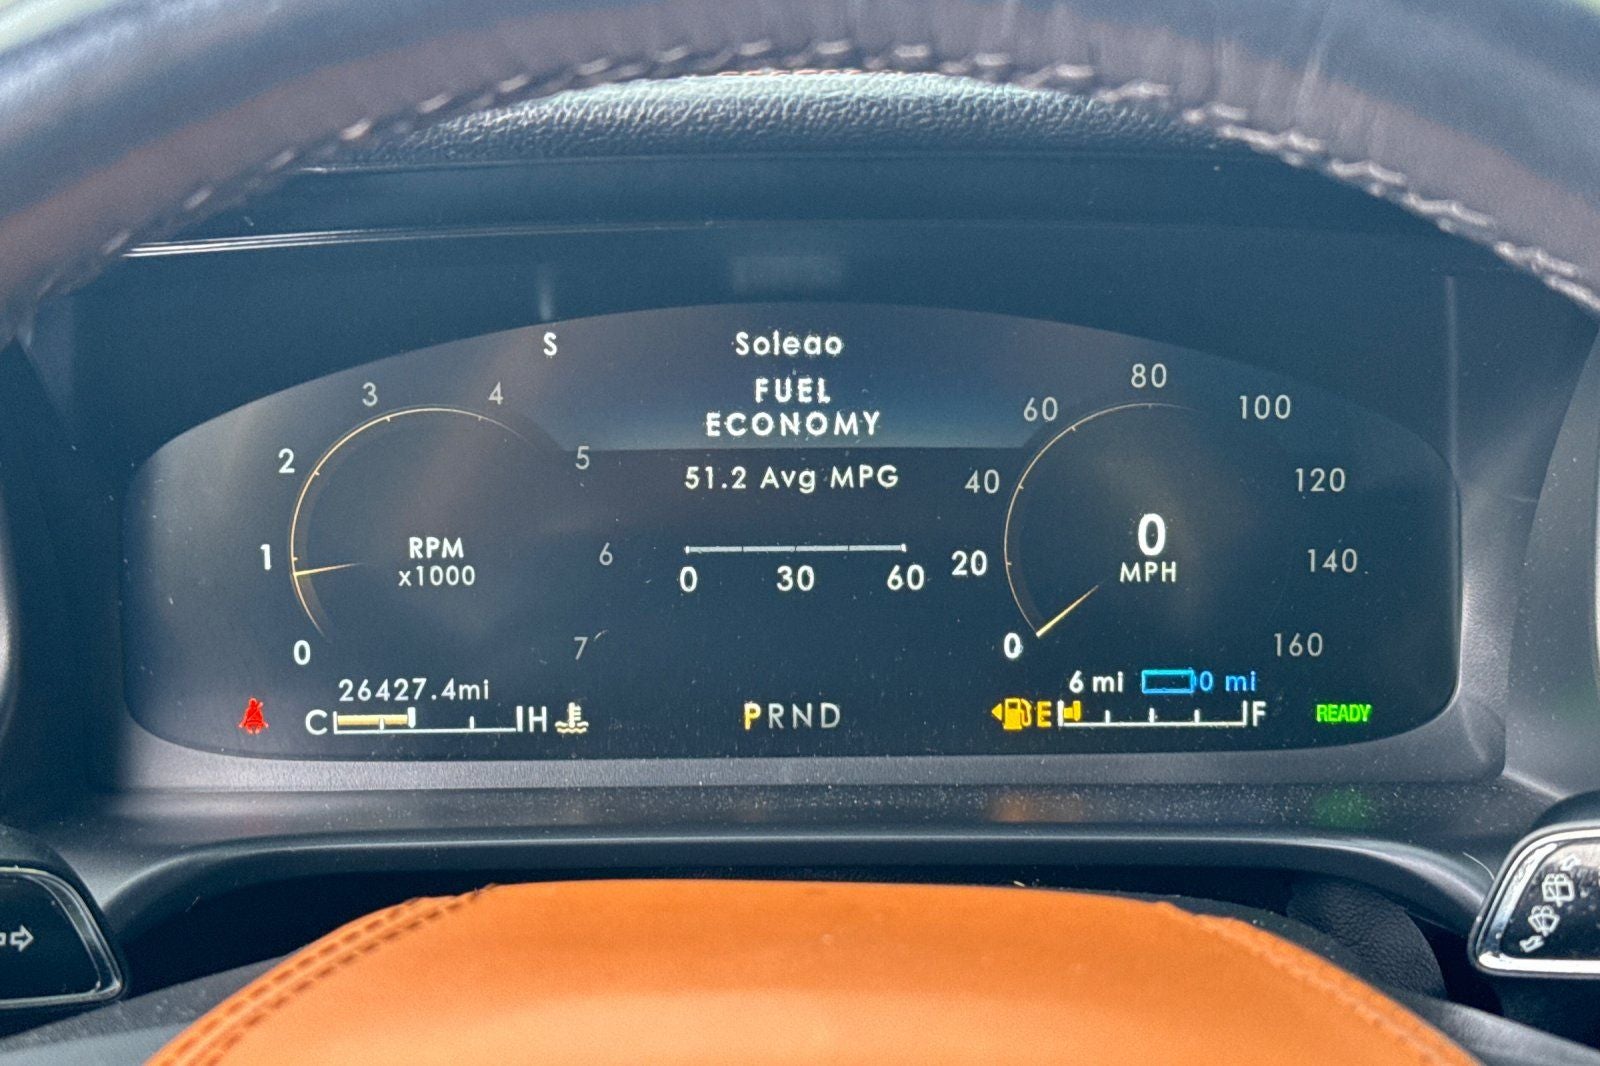 S
Soleao
FUEL
ECONOMY
51.2 Avg MPG
0 30 60
0
1
2
3
4
5
6
7
RPM
x1000
0
20
40
60
80
100
120
140
160
0
MPH
26427.4mi
C H
PRND
6 mi 0 mi
E F
READY